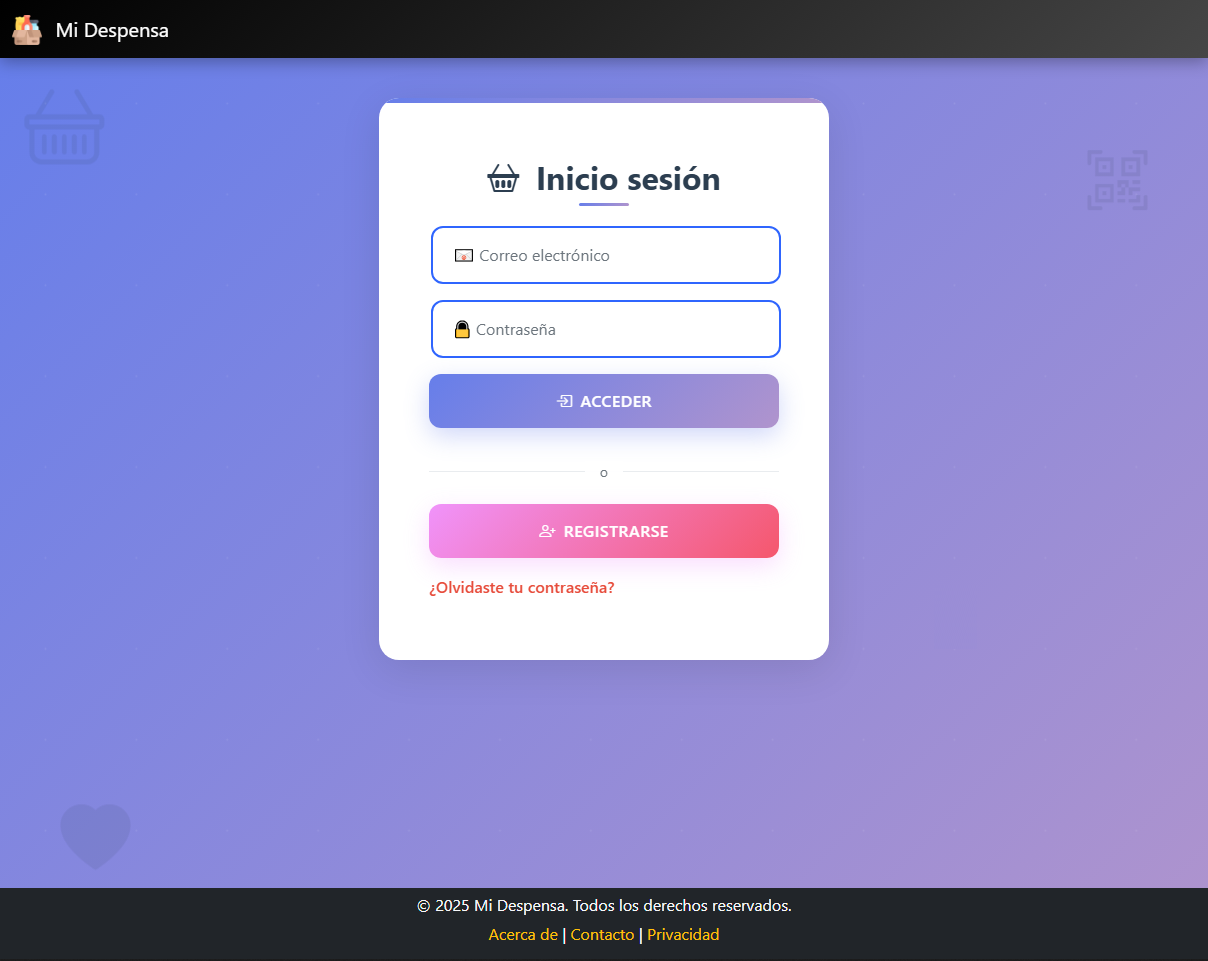 Mi Despensa
Inicio sesión
Correo electrónico
Contraseña
ACCEDER
o
REGISTRARSE
¿Olvidaste tu contraseña?
© 2025 Mi Despensa. Todos los derechos reservados.
Acerca de | Contacto | Privacidad